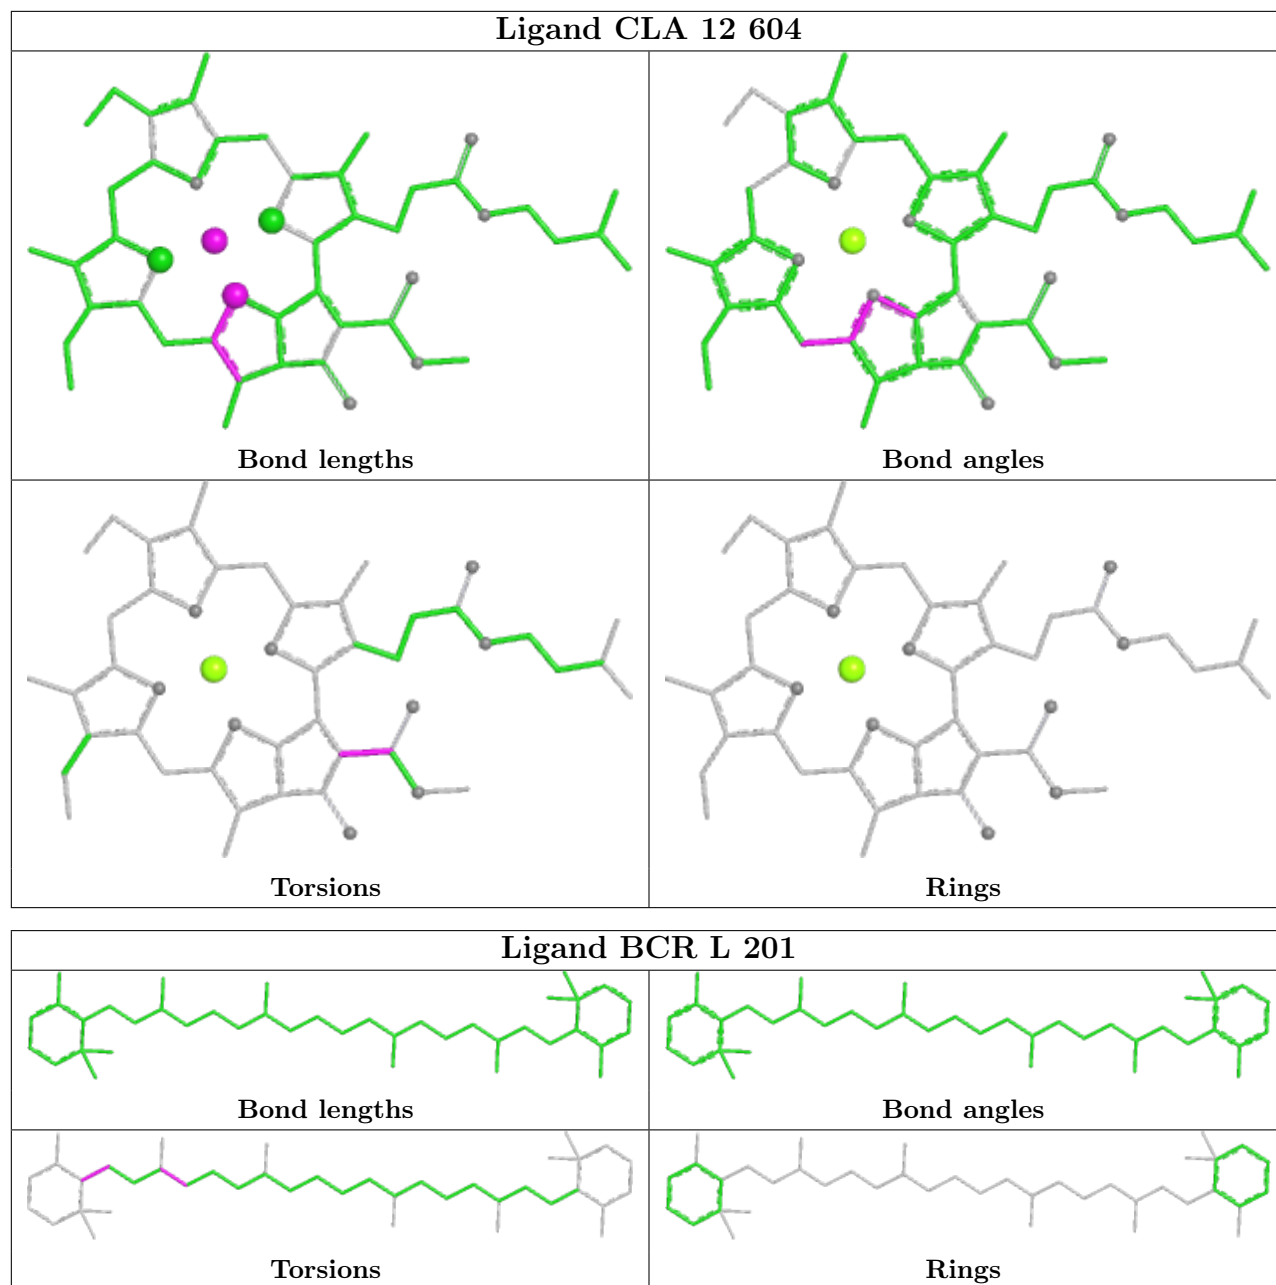 Ligand CLA 12 604
Bond lengths
Bond angles
Torsions
Rings
Ligand BCR L 201
Bond lengths
Bond angles
Torsions
Rings